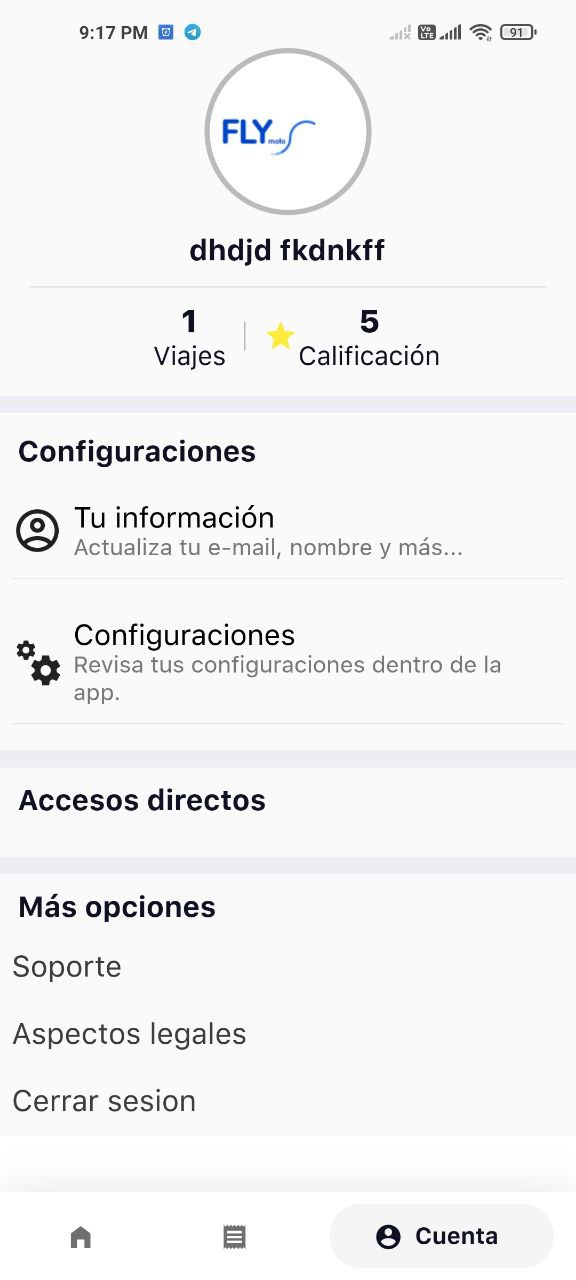 9:17 PM
Vo
LTE
91
FLY
moto
dhdjd fkdnkff
1
5
Viajes
Calificación
Configuraciones
Tu información
Actualiza tu e-mail, nombre y más...
Configuraciones
Revisa tus configuraciones dentro de la
app.
Accesos directos
Más opciones
Soporte
Aspectos legales
Cerrar sesion
Cuenta